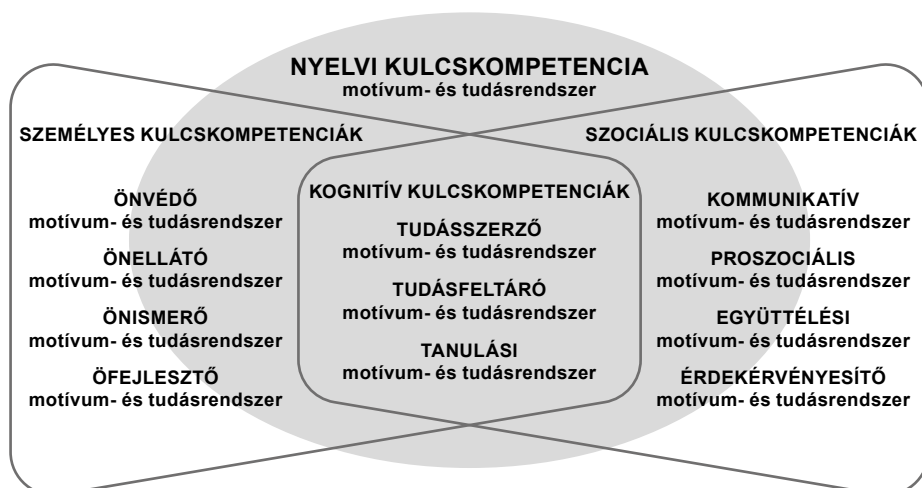 NYELVI KULCSKOMPETENCIA
motívum- és tudásrendszer
SZEMÉLYES KULCSKOMPETENCIÁK
ÖNVÉDŐ
motívum- és tudásrendszer
ÖNELLÁTÓ
motívum- és tudásrendszer
ÖNISMERŐ
motívum- és tudásrendszer
ÖFEJLESZTŐ
motívum- és tudásrendszer
KOGNITÍV KULCSKOMPETENCIÁK
TUDÁSSZERZŐ
motívum- és tudásrendszer
TUDÁSFELTÁRÓ
motívum- és tudásrendszer
TANULÁSI
motívum- és tudásrendszer
SZOCIÁLIS KULCSKOMPETENCIÁK
KOMMUNIKATÍV
motívum- és tudásrendszer
PROSZOCIÁLIS
motívum- és tudásrendszer
EGYÜTTÉLÉSI
motívum- és tudásrendszer
ÉRDEKÉRVÉNYESÍTŐ
motívum- és tudásrendszer